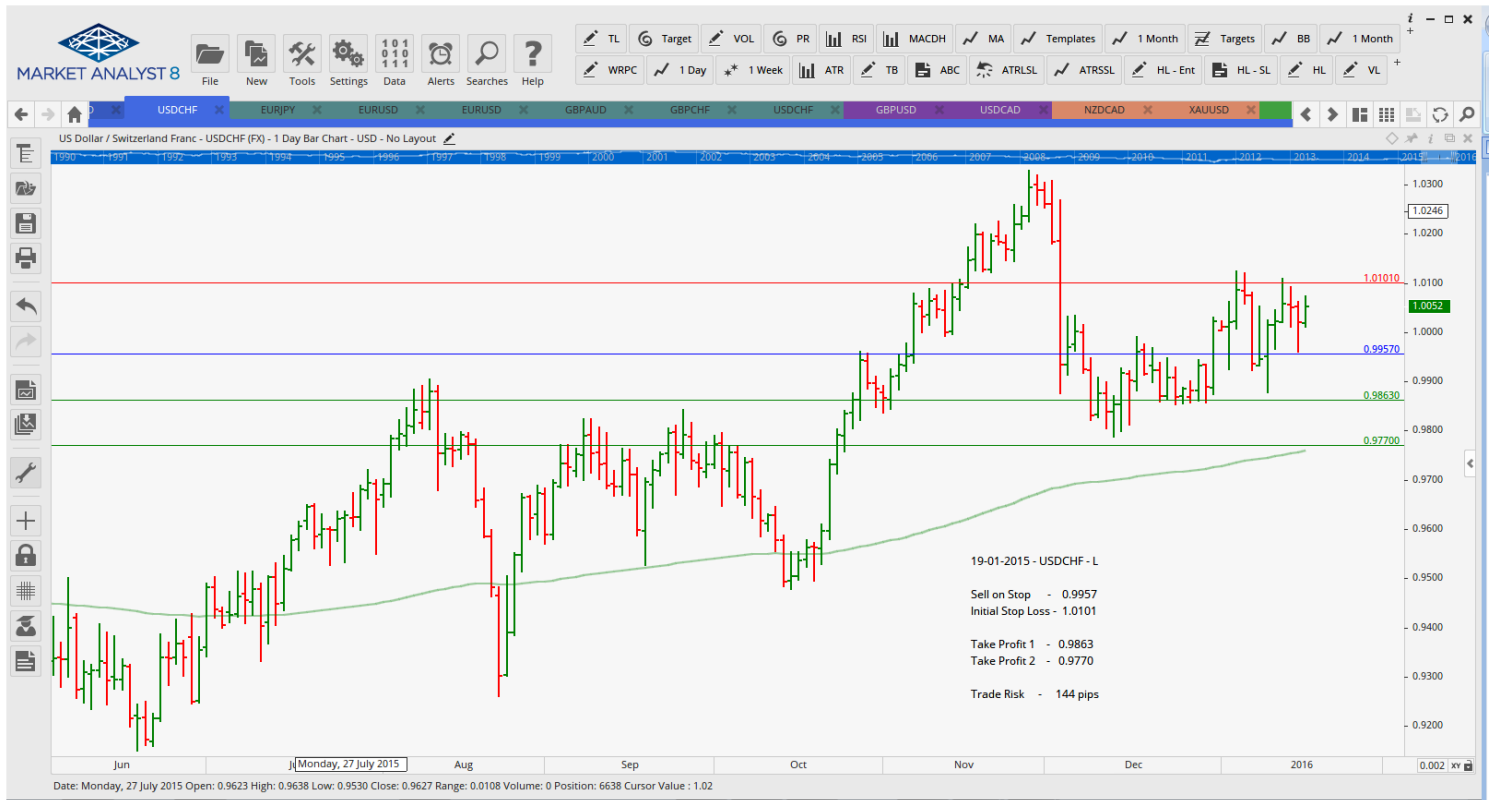 MARKET ANALYST 8
File New Tools Settings Data Alerts Searches Help
TL Target VOL PR RSI MACDH MA Templates 1 Month Targets BB 1 Month
WRPC 1 Day 1 Week ATR TB ABC ATRLSL ATRSSL HL - Ent HL - SL HL VL
USDCHF EURJPY EURUSD EURUSD GBPAUD GBPCHF USDCHF GBPUSD USDCAD NZDCAD XAUUSD
US Dollar / Switzerland Franc - USDCHF (FX) - 1 Day Bar Chart - USD - No Layout
1990 1991 1992 1993 1994 1995 1996 1997 1998 1999 2000 2001 2002 2003 2004 2005 2006 2007 2008 2009 2010 2011 2012 2013 2014 2015 2016
1.0300
1.0246
1.0200
1.01010
1.0100
1.0052
1.0000
0.99570
0.9900
0.98630
0.9800
0.97700
0.9700
0.9600
0.9500
0.9400
0.9300
0.9200
19-01-2015 - USDCHF - L
Sell on Stop - 0.9957
Initial Stop Loss - 1.0101
Take Profit 1 - 0.9863
Take Profit 2 - 0.9770
Trade Risk - 144 pips
Jun Monday, 27 July 2015 Aug Sep Oct Nov Dec 2016 0.002 XY
Date: Monday, 27 July 2015 Open: 0.9623 High: 0.9638 Low: 0.9530 Close: 0.9627 Range: 0.0108 Volume: 0 Position: 6638 Cursor Value : 1.02